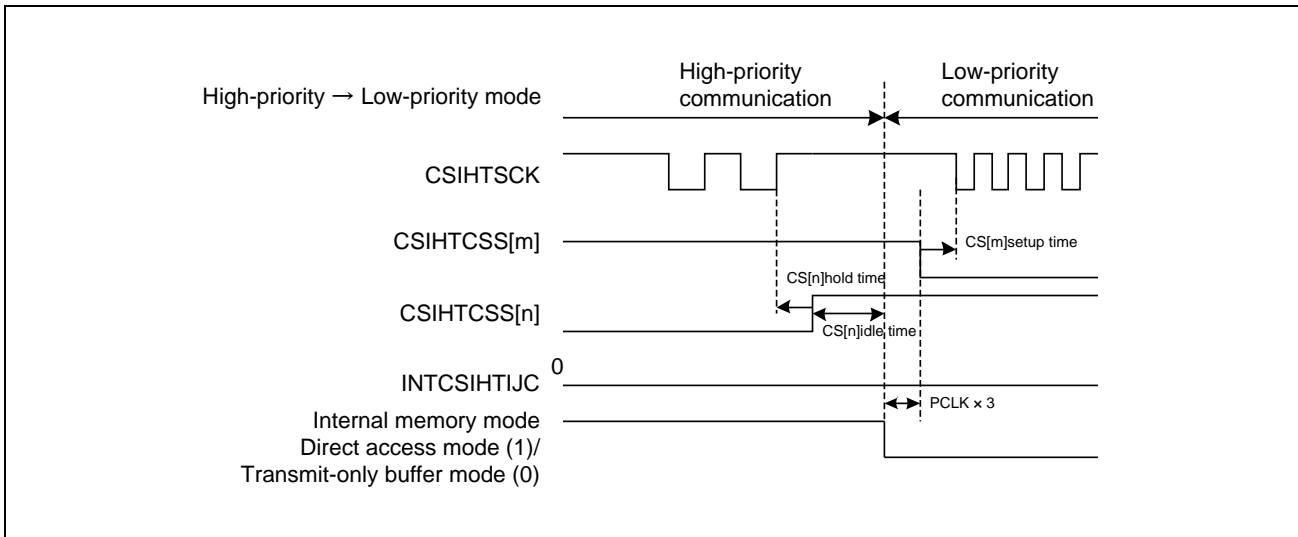 High-priority
communication
Low-priority
communication
High-priority → Low-priority mode
CSIHTSCK
CSIHTCSS[m]
CS[m]setup time
CS[n]hold time
CSIHTCSS[n]
CS[n]idle time
0
INTCSIHTIJC
PCLK × 3
Internal memory mode
Direct access mode (1)/
Transmit-only buffer mode (0)